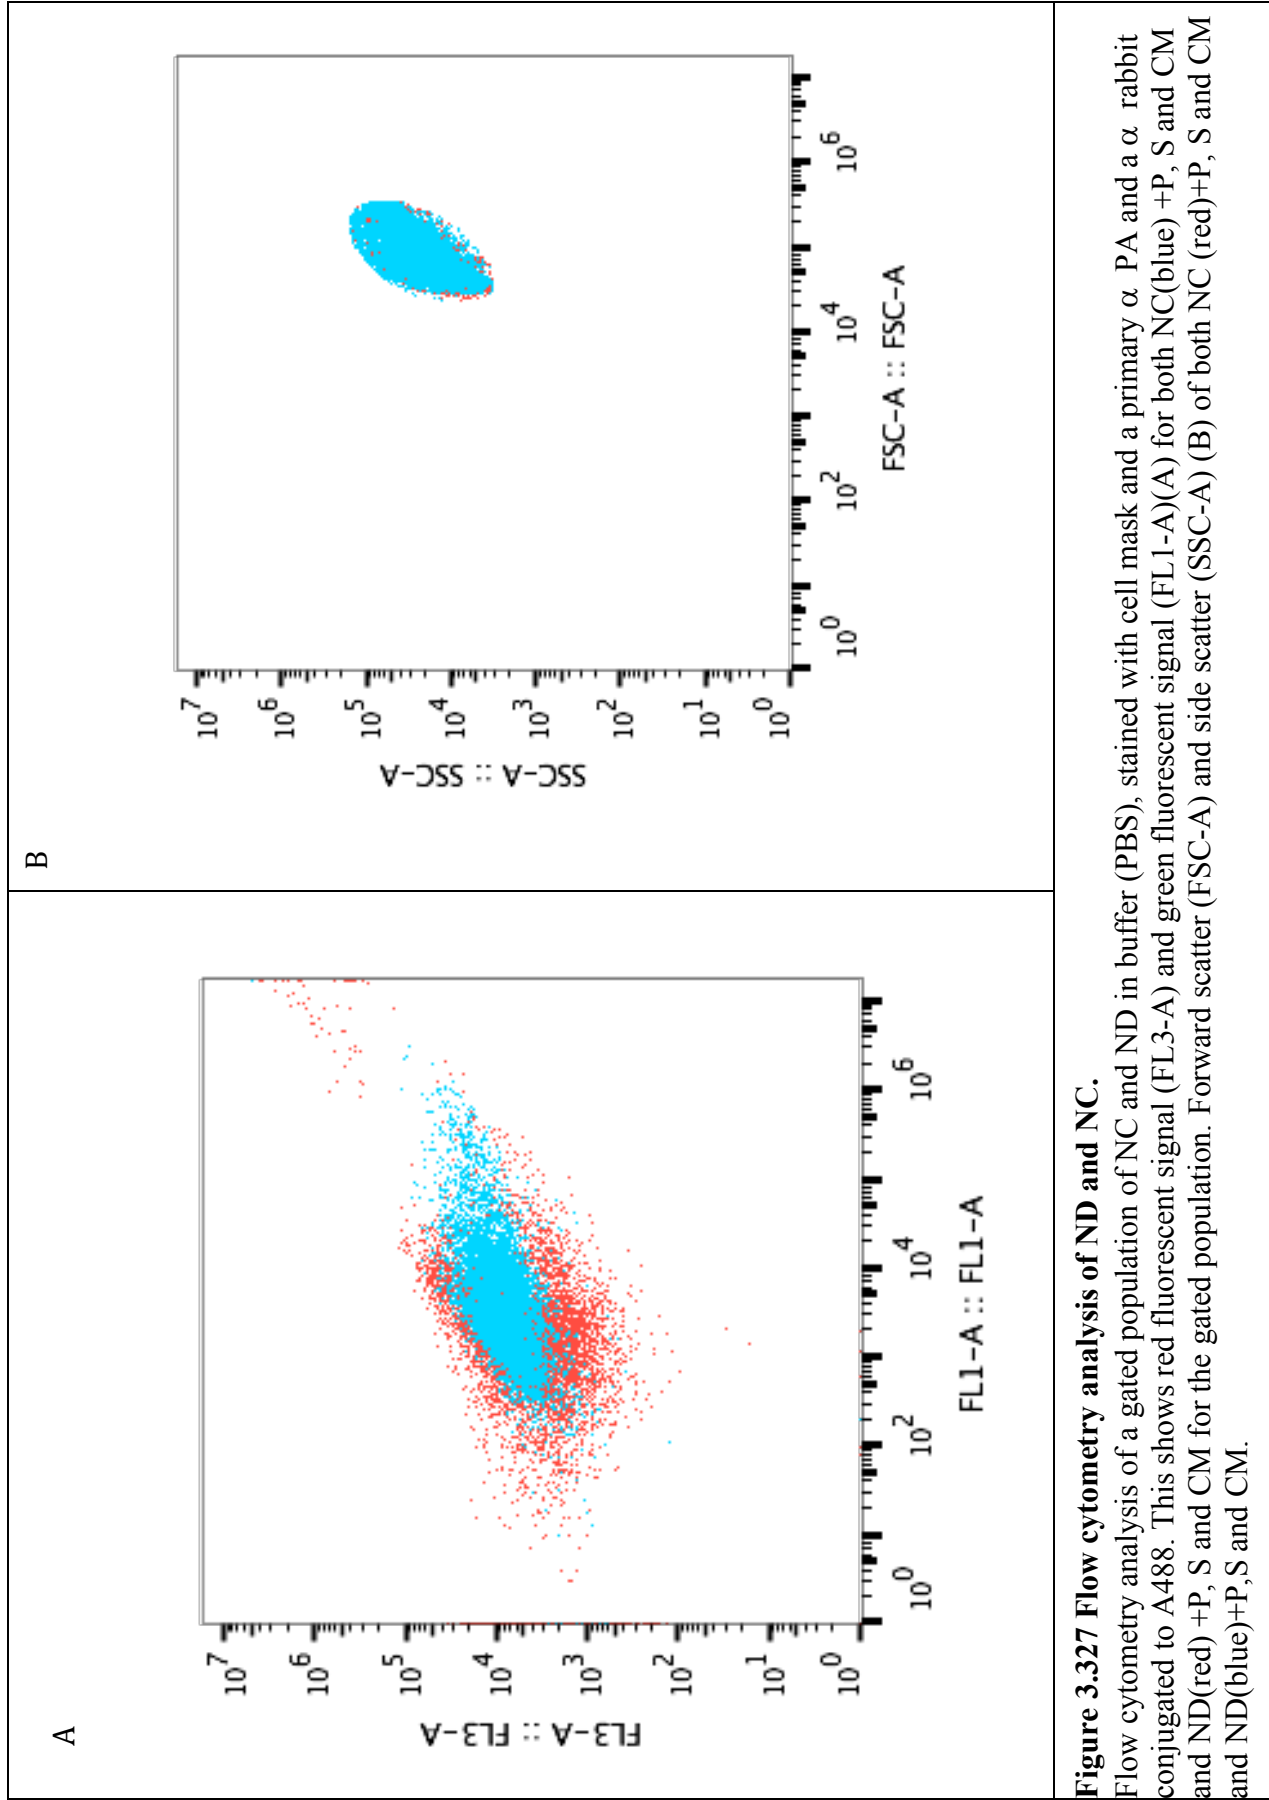 A
FL3-A :: FL3-A
10^7
10^6
10^5
10^4
10^3
10^2
10^1
10^0
10^0
10^2
10^4
10^6
FL1-A :: FL1-A
B
SSC-A :: SSC-A
10^7
10^6
10^5
10^4
10^3
10^2
10^1
10^0
10^0
10^2
10^4
10^6
FSC-A :: FSC-A
Figure 3.327 Flow cytometry analysis of ND and NC.
Flow cytometry analysis of a gated population of NC and ND in buffer (PBS), stained with cell mask and a primary α PA and a α rabbit
conjugated to A488. This shows red fluorescent signal (FL3-A) and green fluorescent signal (FL1-A)(A) for both NC(blue) +P, S and CM
and ND(red) +P, S and CM for the gated population. Forward scatter (FSC-A) and side scatter (SSC-A) (B) of both NC (red)+P, S and CM
and ND(blue)+P,S and CM.